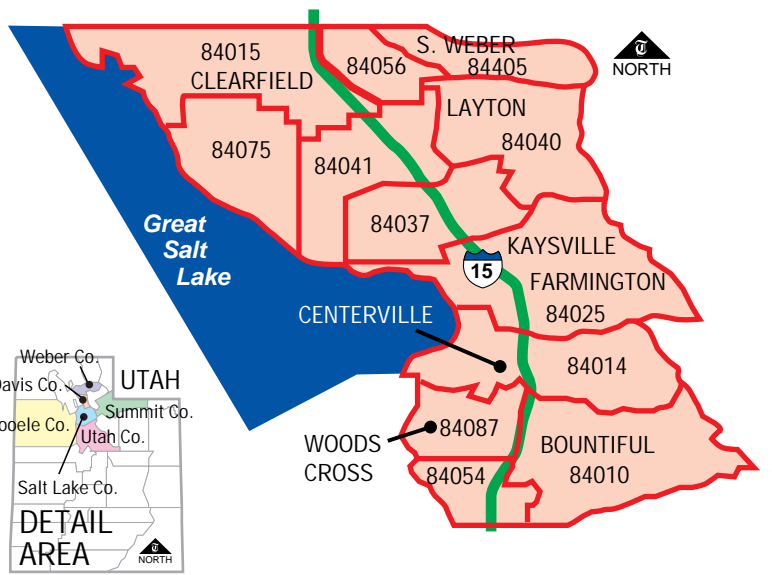 S. WEBER
84405
84015
CLEARFIELD
84056
NORTH
LAYTON
84040
84075
84041
84037
Great
Salt
Lake
KAYSVILLE
15
FARMINGTON
84025
CENTERVILLE
84014
84087
WOODS
CROSS
BOUNTIFUL
84010
84054
Weber Co.
Davis Co.
UTAH
Summit Co.
ooele Co.
Utah Co.
Salt Lake Co.
DETAIL
AREA
NORTH